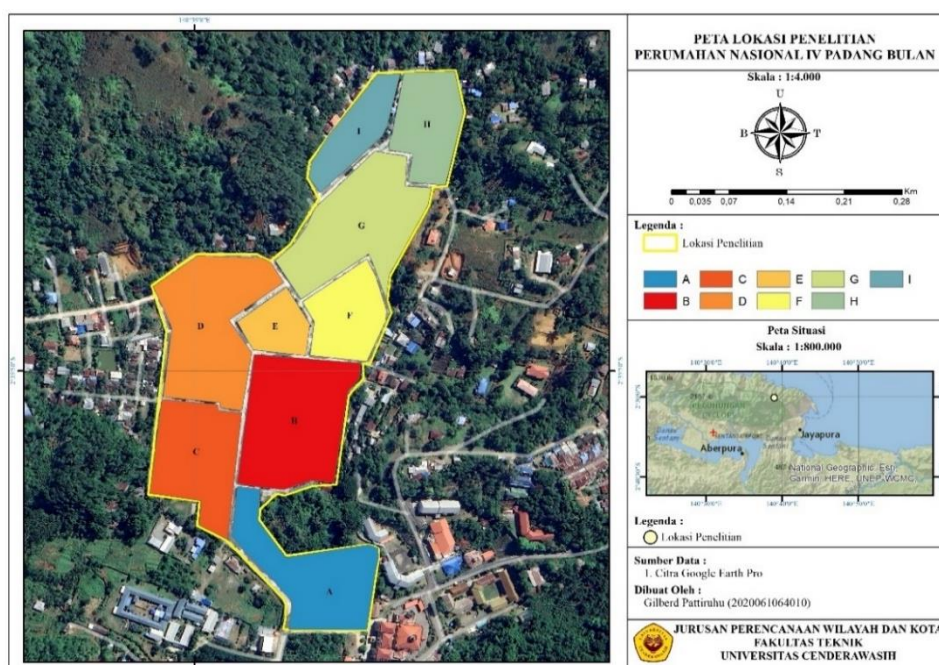 I
H
G
D
E
F
B
C
A
PETA LOKASI PENELITIAN
PERUMAHAN NASIONAL IV PADANG BULAN
Skala : 1:4.000
U
B
T
S
Km
0 0,035 0,07 0,14 0,21 0,28
Legenda :
Lokasi Penelitian
A C E G I
B D F H
Peta Situasi
Skala : 1:800.000
Jayapura
Aberpura
National Geographic, Esri,
Garmin, HERE, UNEP-WCMC,
Legenda :
Lokasi Penelitian
Sumber Data :
1. Citra Google Earth Pro
Dibuat Oleh :
Gilberd Pattiruhu (2020061064010)
JURUSAN PERENCANAAN WILAYAH DAN KOTA
FAKULTAS TEKNIK
UNIVERSITAS CENDERAWASIH